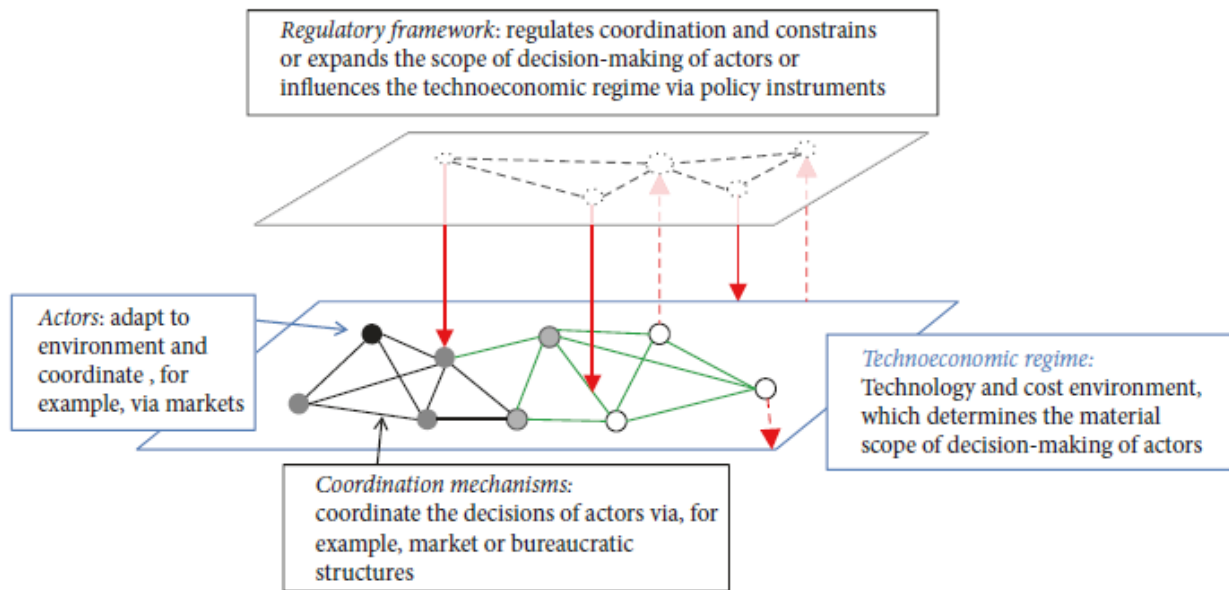 Regulatory framework: regulates coordination and constrains
or expands the scope of decision-making of actors or
influences the technoeconomic regime via policy instruments
Actors: adapt to
environment and
coordinate , for
example, via markets
Technoeconomic regime:
Technology and cost environment,
which determines the material
scope of decision-making of actors
Coordination mechanisms:
coordinate the decisions of actors via, for
example, market or bureaucratic
structures